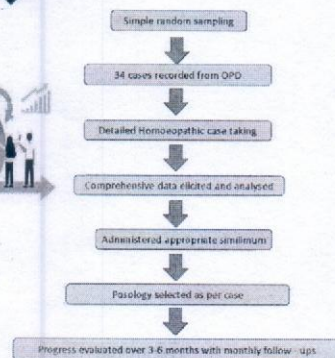 Simple random sampling
34 cases recorded from OPD
Detailed Homoeopathic case taking
Comprehensive data elicited and analysed
Administered appropriate similimum
Posology selected as per case
Progress evaluated over 3-6 months with monthly follow - ups